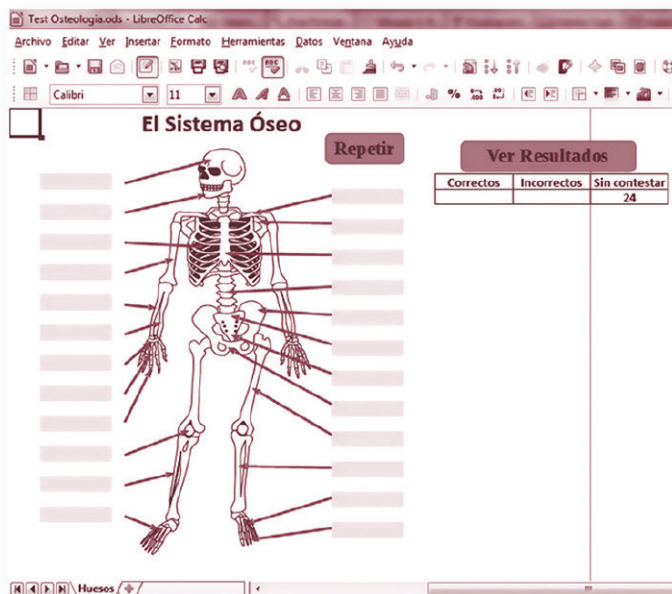 Test Osteologia.ods - LibreOffice Calc
Archivo Editar Ver Insertar Formato Herramientas Datos Ventana Ayuda
Calibri 11
El Sistema Óseo
Repetir
Ver Resultados
Correctos Incorrectos Sin contestar
24
Huesos